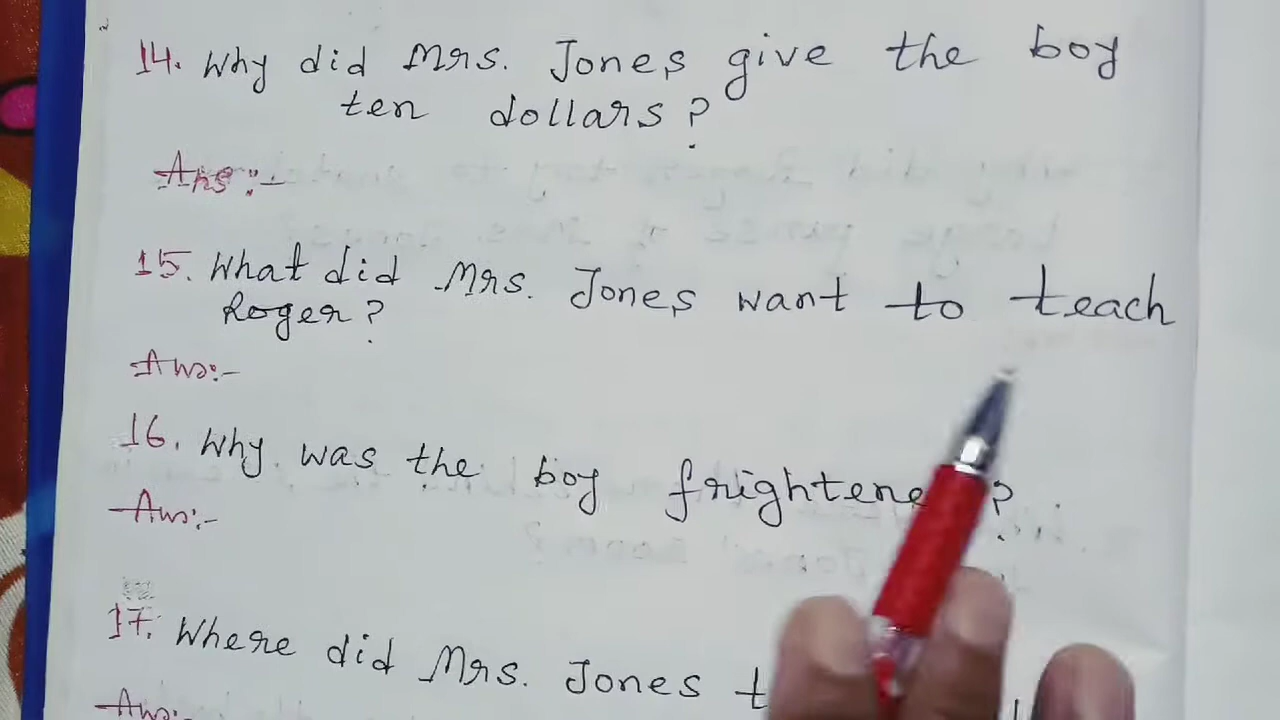 14. Why did Mrs. Jones give the boy
ten dollars?
Ans:-
15. What did Mrs. Jones want to teach
Roger?
Ans:-
16. Why was the boy ?
Ans:-
17. Where did Mrs. Jones
Ans:-